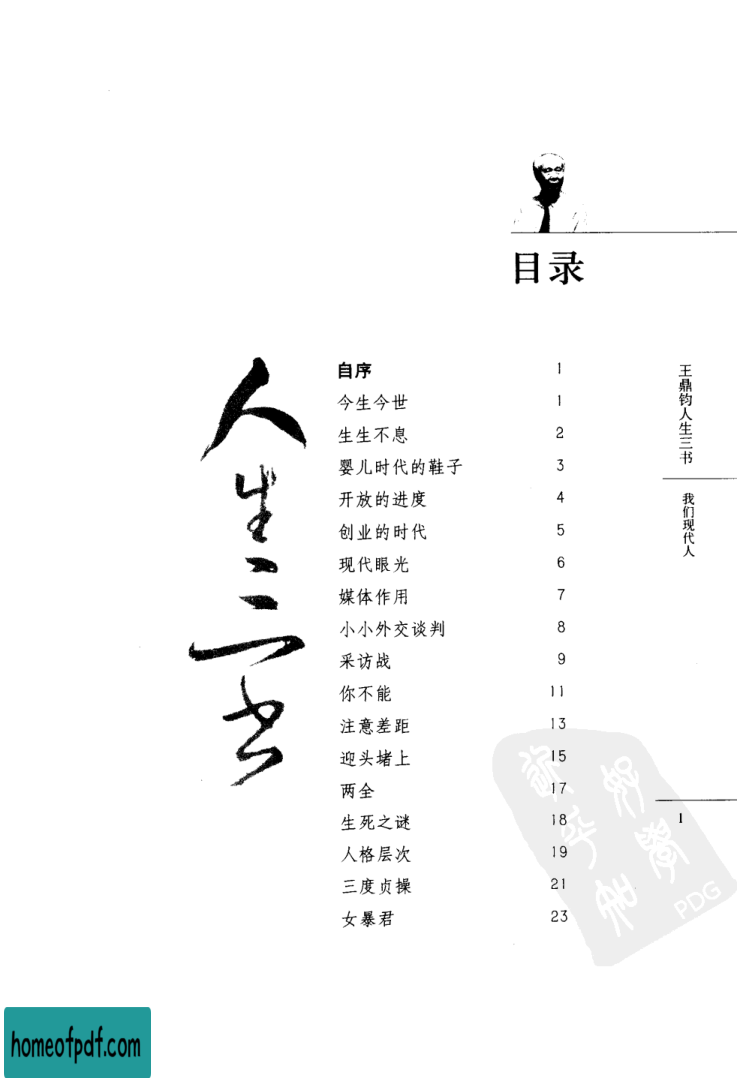 目录
人生三书
自序 1
今生今世 1
生生不息 2
婴儿时代的鞋子 3
开放的进度 4
创业的时代 5
现代眼光 6
媒体作用 7
小小外交谈判 8
采访战 9
你不能 11
注意差距 13
迎头堵上 15
两全 17
生死之谜 18
人格层次 19
三度贞操 21
女暴君 23
王鼎钧人生三书
我们现代人
1
PDG
homeofpdf.com